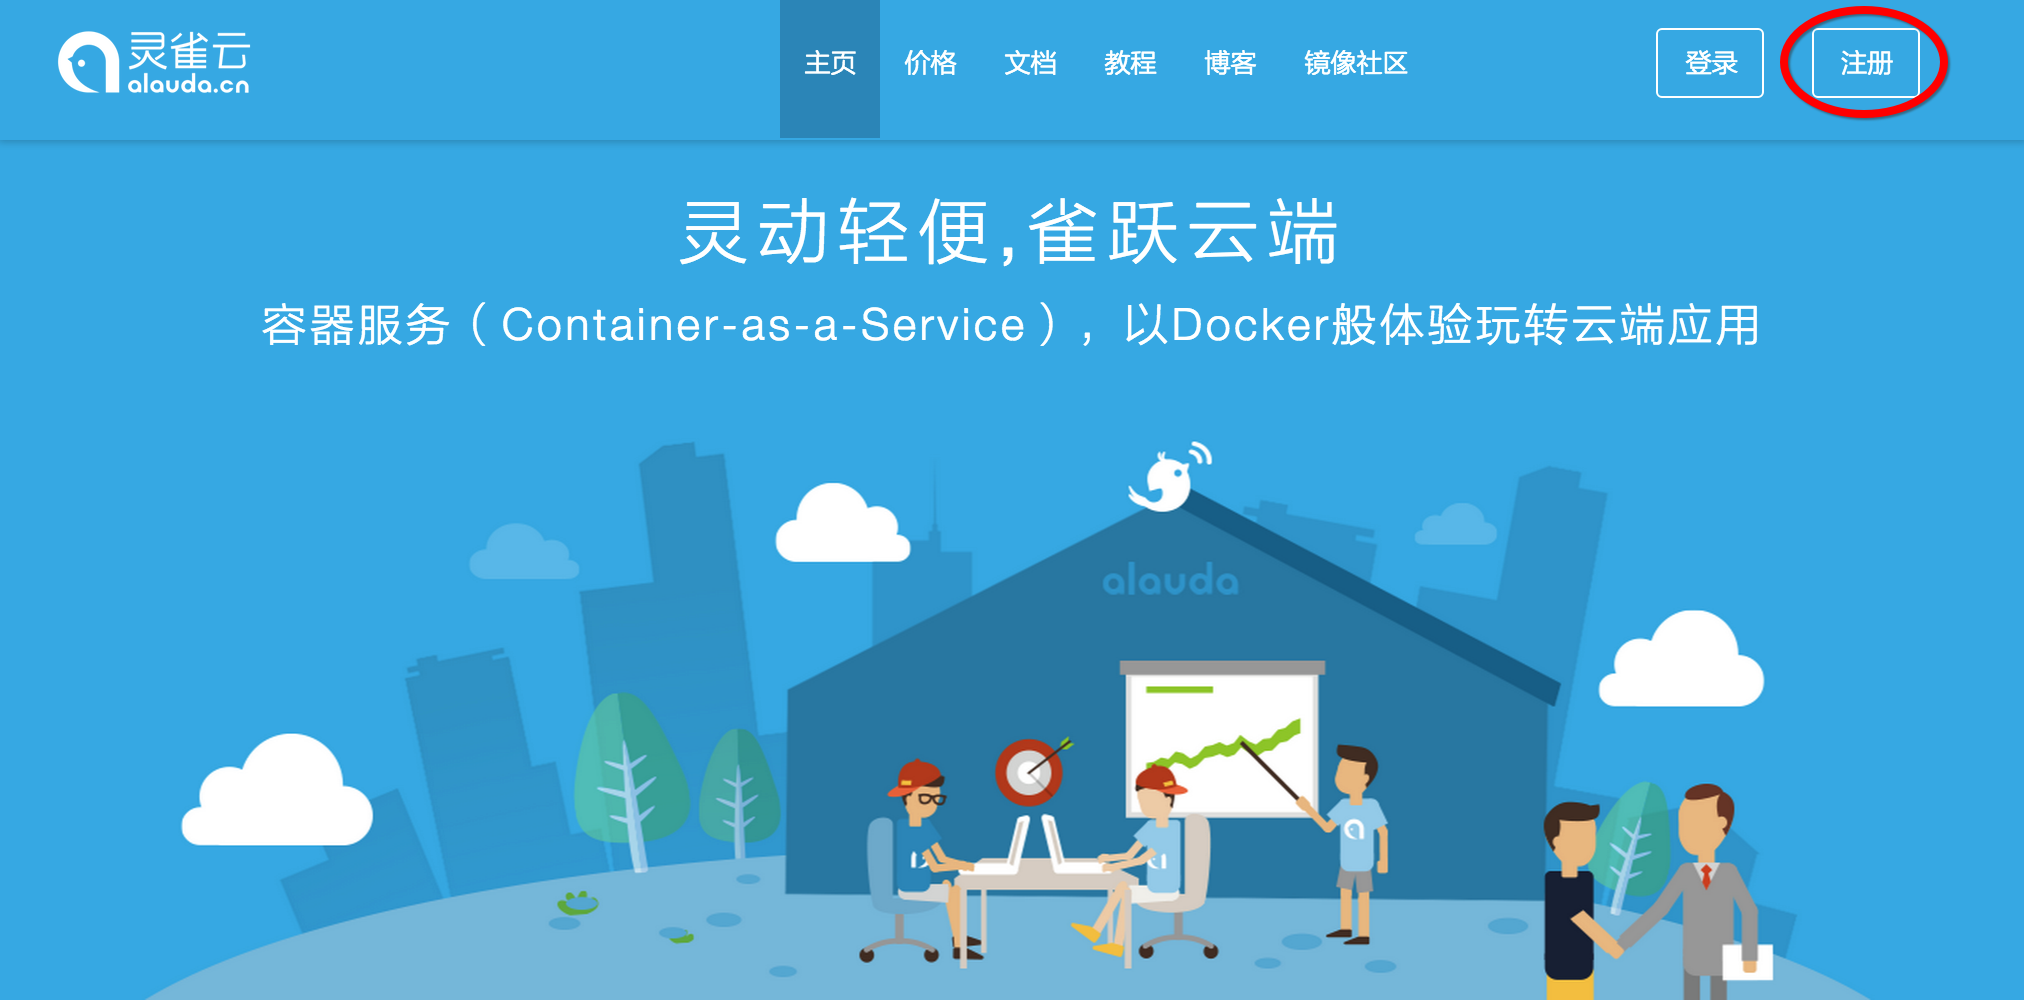 灵雀云
alauda.cn
主页 价格 文档 教程 博客 镜像社区 登录 注册
灵动轻便,雀跃云端
容器服务（Container-as-a-Service），以Docker般体验玩转云端应用
alauda